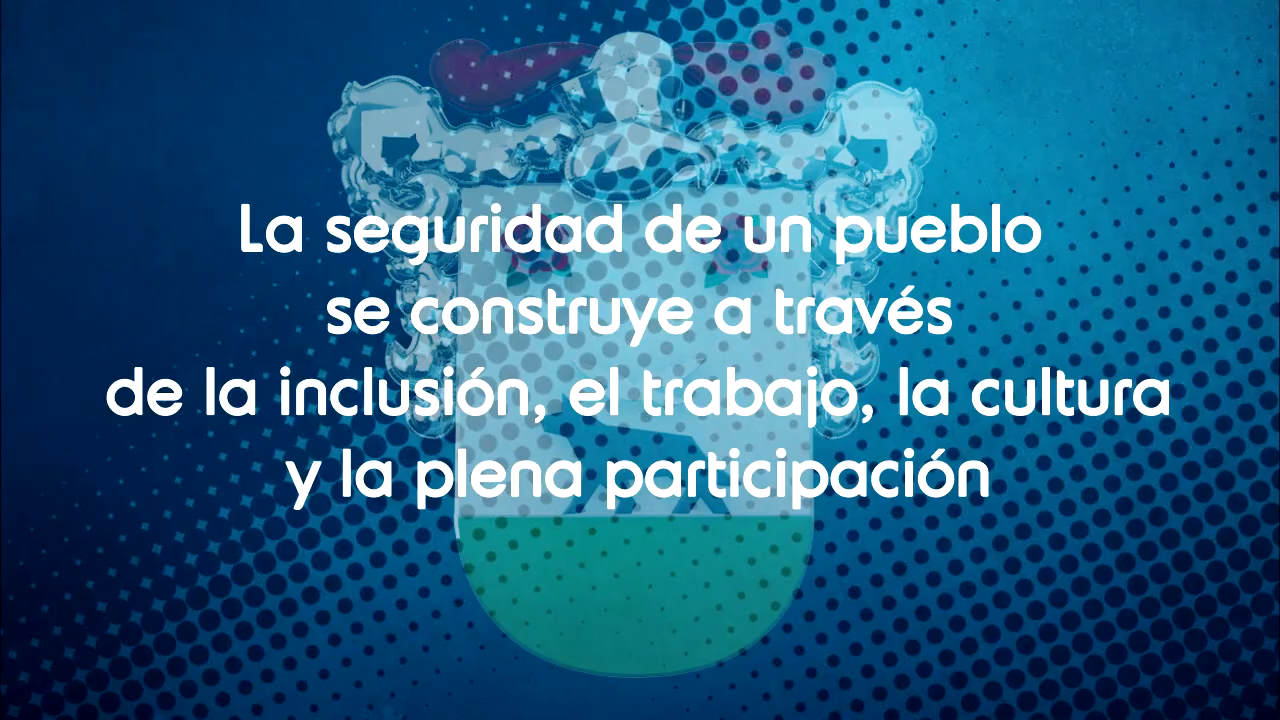 La seguridad de un pueblo
se construye a través
de la inclusión, el trabajo, la cultura
y la plena participación